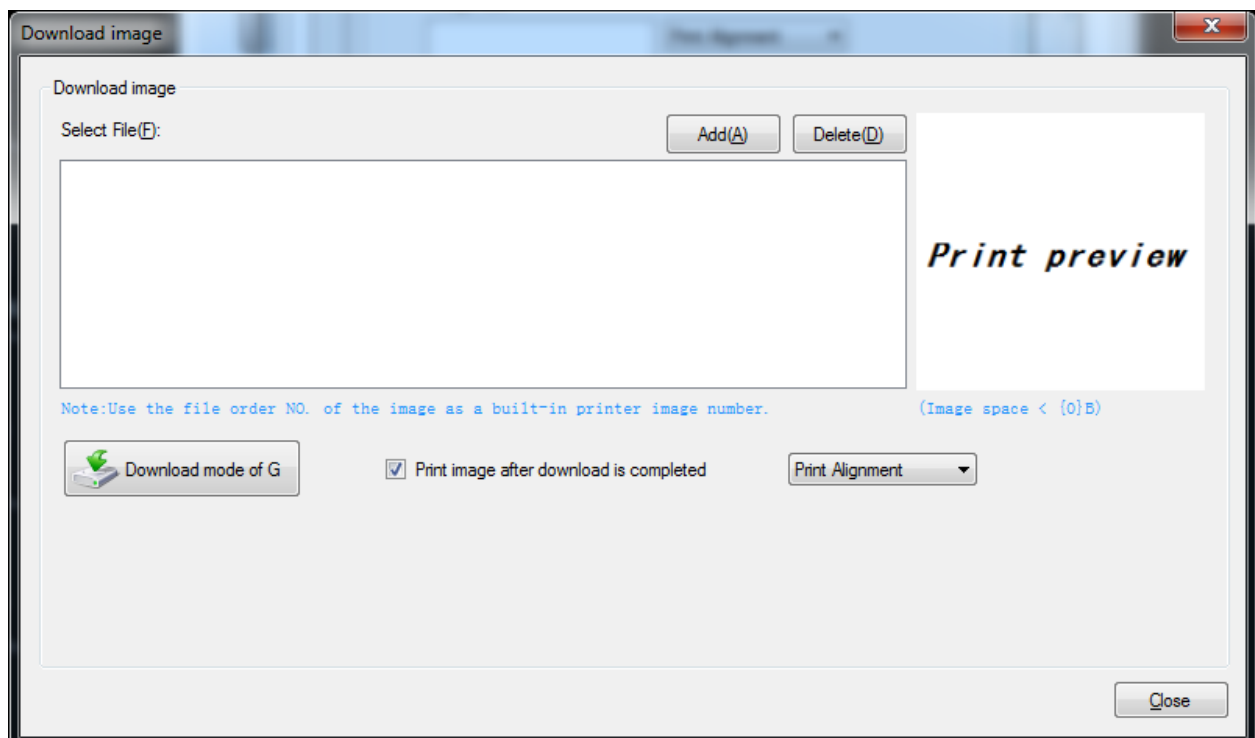 Download image
Print Alignment
Download image
Select File(F):
Add(A)
Delete(D)
Print preview
Note:Use the file order NO. of the image as a built-in printer image number.
(Image space < {0}B)
Download mode of G
Print image after download is completed
Print Alignment
Close